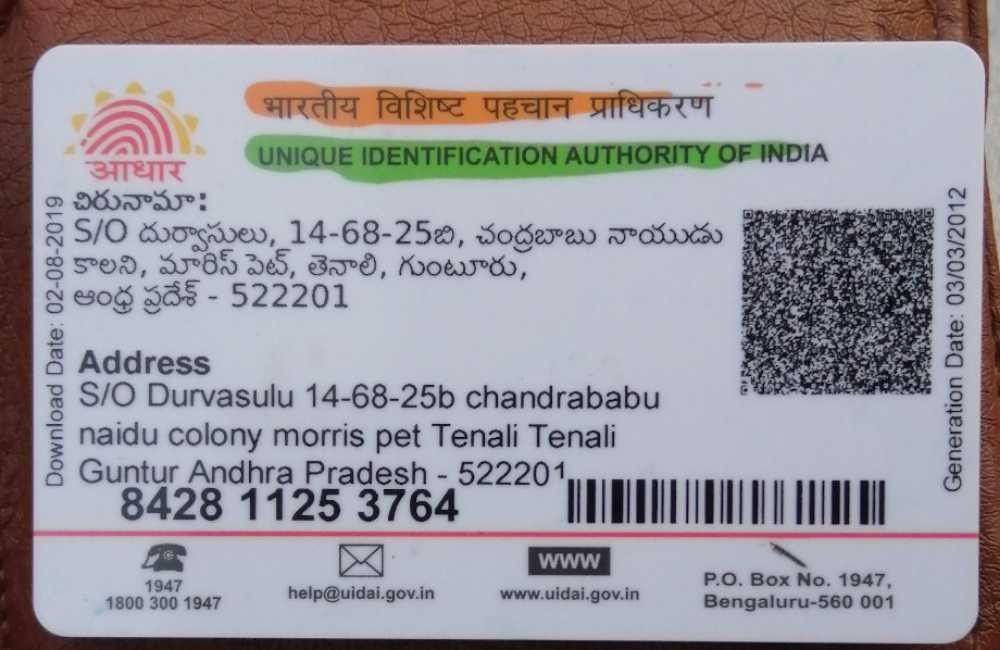 भारतीय विशिष्ट पहचान प्राधिकरण
UNIQUE IDENTIFICATION AUTHORITY OF INDIA
आधार
చిరునామా:
S/O దుర్వాసులు, 14-68-25బి, చంద్రబాబు నాయుడు
కాలని, మారిస్ పెట్, తెనాలి, గుంటూరు,
ఆంధ్ర ప్రదేశ్ - 522201
Address
S/O Durvasulu 14-68-25b chandrababu
naidu colony morris pet Tenali Tenali
Guntur Andhra Pradesh - 522201
8428 1125 3764
Download Date: 02-08-2019
Generation Date: 03/03/2012
1947
1800 300 1947
help@uidai.gov.in
WWW
www.uidai.gov.in
P.O. Box No. 1947,
Bengaluru-560 001